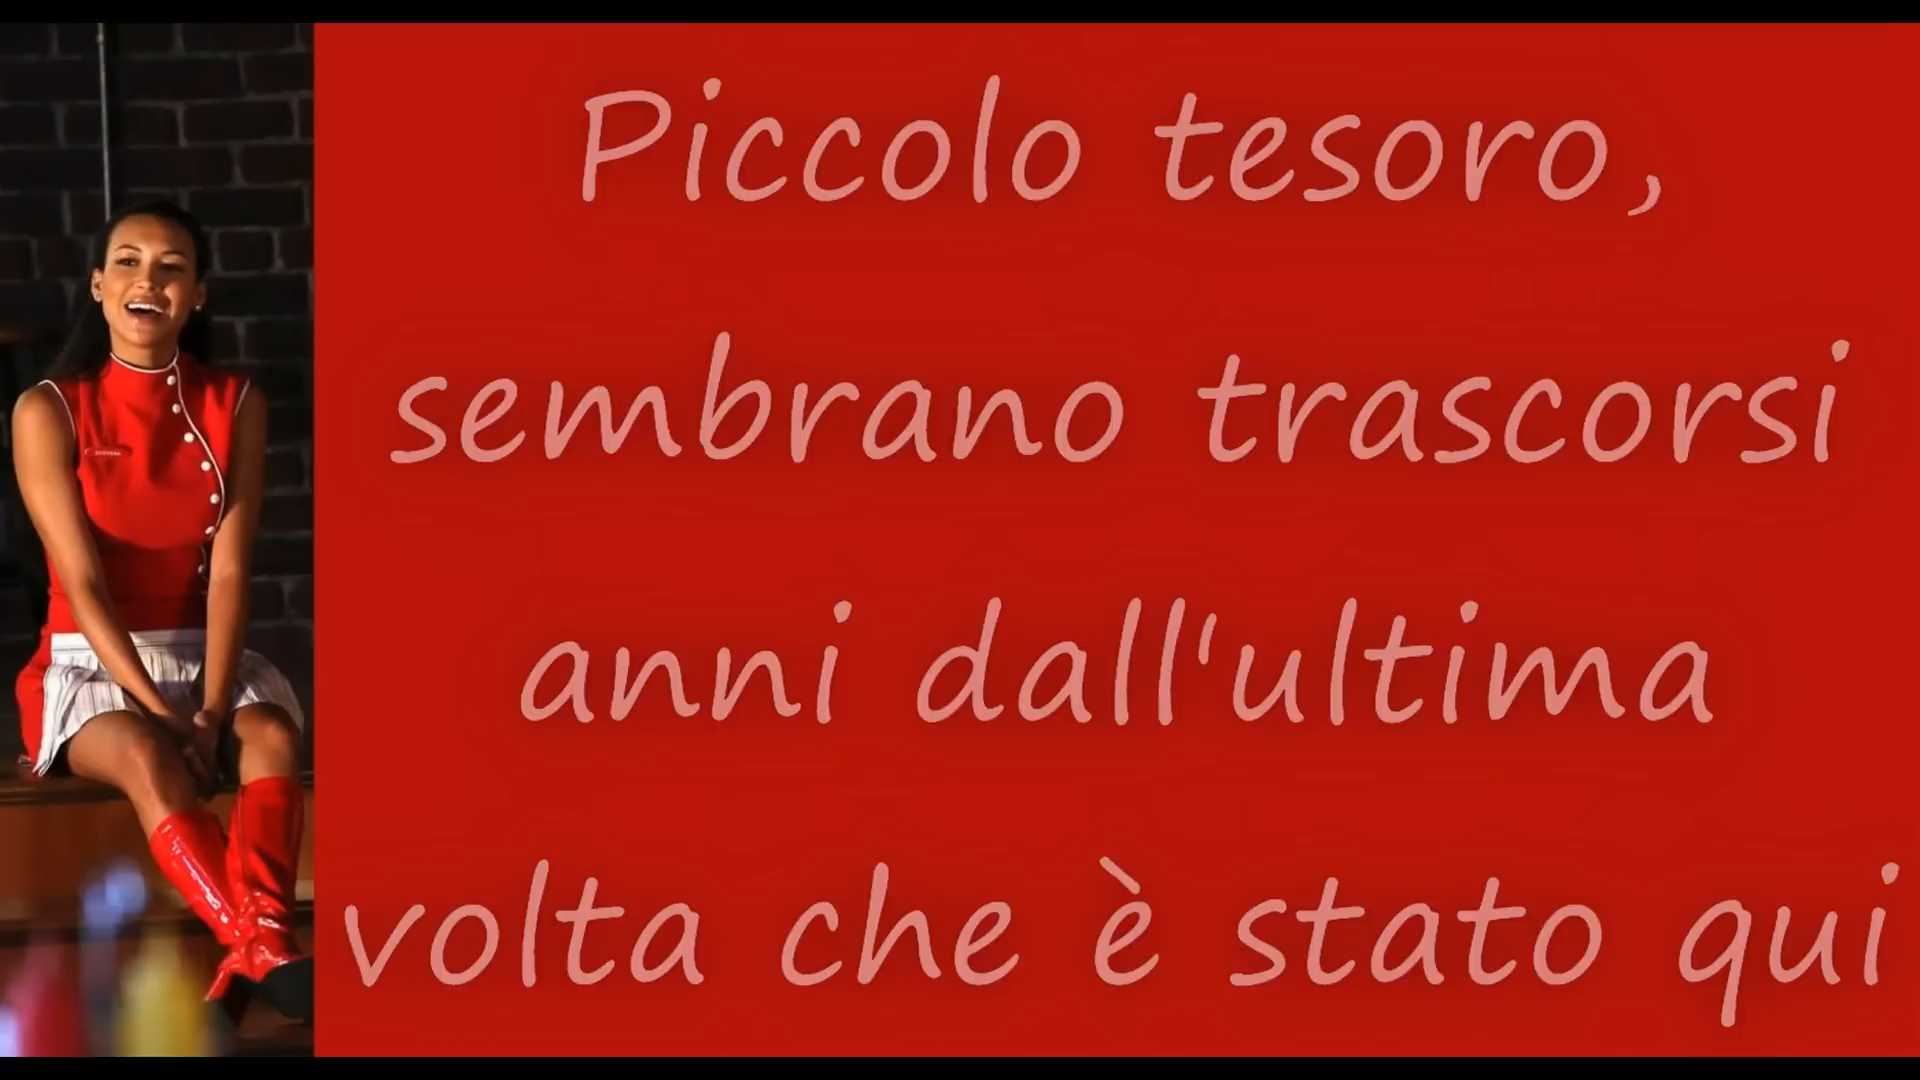 Piccolo tesoro,
sembrano trascorsi
anni dall'ultima
volta che è stato qui